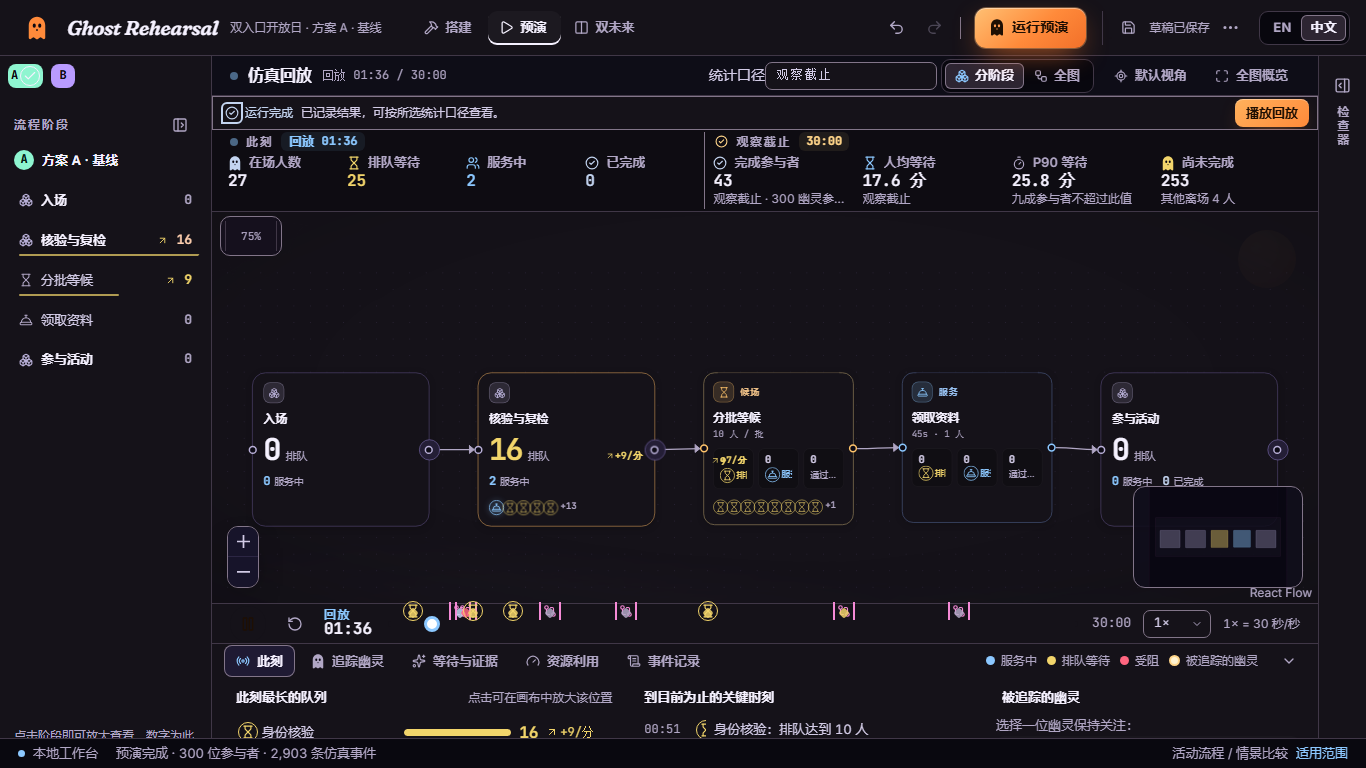 Ghost Rehearsal 双入口开放日 · 方案 A · 基线 搭建 预演 双未来 运行预演 草稿已保存 EN 中文
A B
仿真回放 回放 01:36 / 30:00 统计口径 观察截止 分阶段 全图 默认视角 全图概览
运行完成 已记录结果，可按所选统计口径查看。 播放回放
检查器
流程阶段
方案 A · 基线
A
入场 0
核验与复检 16
分批等候 9
领取资料 0
参与活动 0
此刻 回放 01:36
在场人数 排队等待 服务中 已完成
27 25 2 0
观察截止 30:00
完成参与者 人均等待 P90 等待 尚未完成
43 17.6 分 25.8 分 253
观察截止 · 300 幽灵参... 观察截止 九成参与者不超过此值 其他离场 4 人
75%
入场
0 排队
0 服务中
核验与复检
16 排队 +9/分
2 服务中
+13
候场
分批等候
10 人 / 批
+97/分 0 0
排 服 通过...
+1
服务
领取资料
45s · 1 人
0 0 0
排 服 通过...
参与活动
0 排队
0 服务中 0 已完成
React Flow
回放
01:36
30:00 1× 1× = 30 秒/秒
此刻 追踪幽灵 等待与证据 资源利用 事件记录 服务中 排队等待 受阻 被追踪的幽灵
此刻最长的队列 点击可在画布中放大该位置
身份核验 16 +9/分
到目前为止的关键时刻
00:51 身份核验：排队达到 10 人
被追踪的幽灵
选择一位幽灵保持关注：
点击阶段即可放大查看，数字为此
本地工作台 预演完成 · 300 位参与者 · 2,903 条仿真事件 活动流程 / 情景比较 适用范围